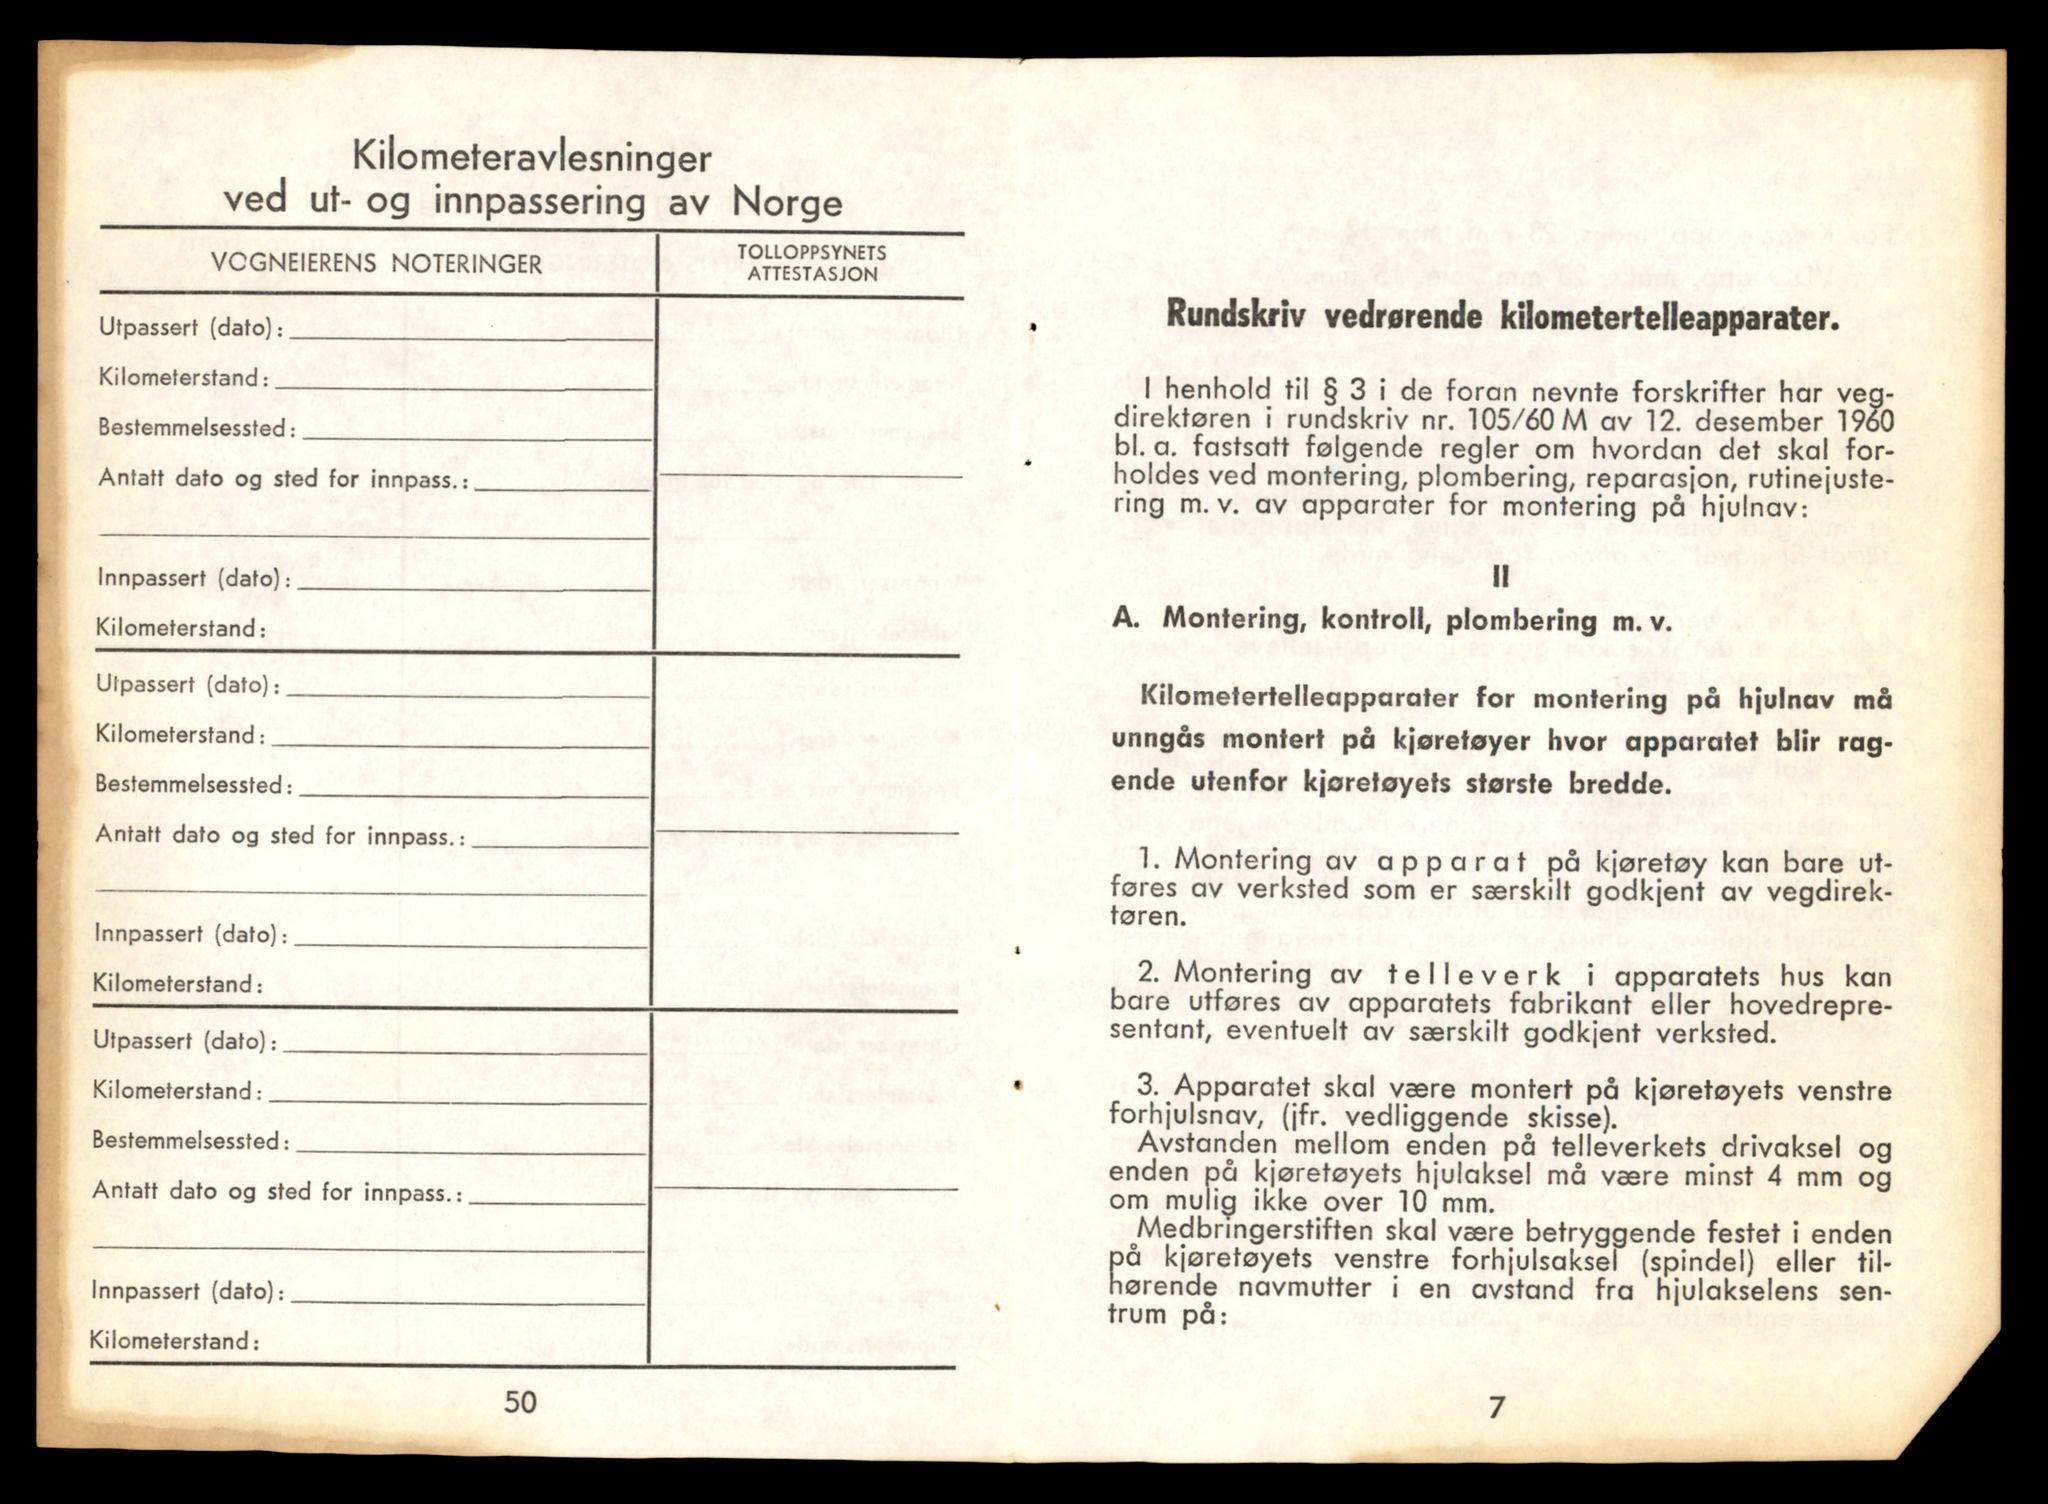 Kilometeravlesninger
ved ut- og innpassering av Norge
VOGNEIERENS NOTERINGER
TOLLOPPSYNETS
ATTESTASJON
Utpassert (dato):
Kilometerstand:
Bestemmelsessted:
Antatt dato og sted for innpass.:
Innpassert (dato):
Kilometerstand:
Utpassert (dato):
Kilometerstand:
Bestemmelsessted:
Antatt dato og sted for innpass.:
Innpassert (dato):
Kilometerstand:
Utpassert (dato):
Kilometerstand:
Bestemmelsessted:
Antatt dato og sted for innpass.:
Innpassert (dato):
Kilometerstand:
50
Rundskriv vedrørende kilometertelleapparater.
I henhold til § 3 i de foran nevnte forskrifter har veg-
direktøren i rundskriv nr. 105/60 M av 12. desember 1960
bl. a. fastsatt følgende regler om hvordan det skal for-
holdes ved montering, plombering, reparasjon, rutinejuste-
ring m. v. av apparater for montering på hjulnav:
II
A. Montering, kontroll, plombering m. v.
Kilometertelleapparater for montering på hjulnav må
unngås montert på kjøretøyer hvor apparatet blir rag-
ende utenfor kjøretøyets største bredde.
1. Montering av apparat på kjøretøy kan bare ut-
føres av verksted som er særskilt godkjent av vegdirek-
tøren.
2. Montering av telleverk i apparatets hus kan
bare utføres av apparatets fabrikant eller hovedrepre-
sentant, eventuelt av særskilt godkjent verksted.
3. Apparatet skal være montert på kjøretøyets venstre
forhjulsnav, (jfr. vedliggende skisse).
Avstanden mellom enden på telleverkets drivaksel og
enden på kjøretøyets hjulaksel må være minst 4 mm og
om mulig ikke over 10 mm.
Medbringerstiften skal være betryggende festet i enden
på kjøretøyets venstre forhjulsaksel (spindel) eller til-
hørende navmutter i en avstand fra hjulakselens sen-
trum på:
7